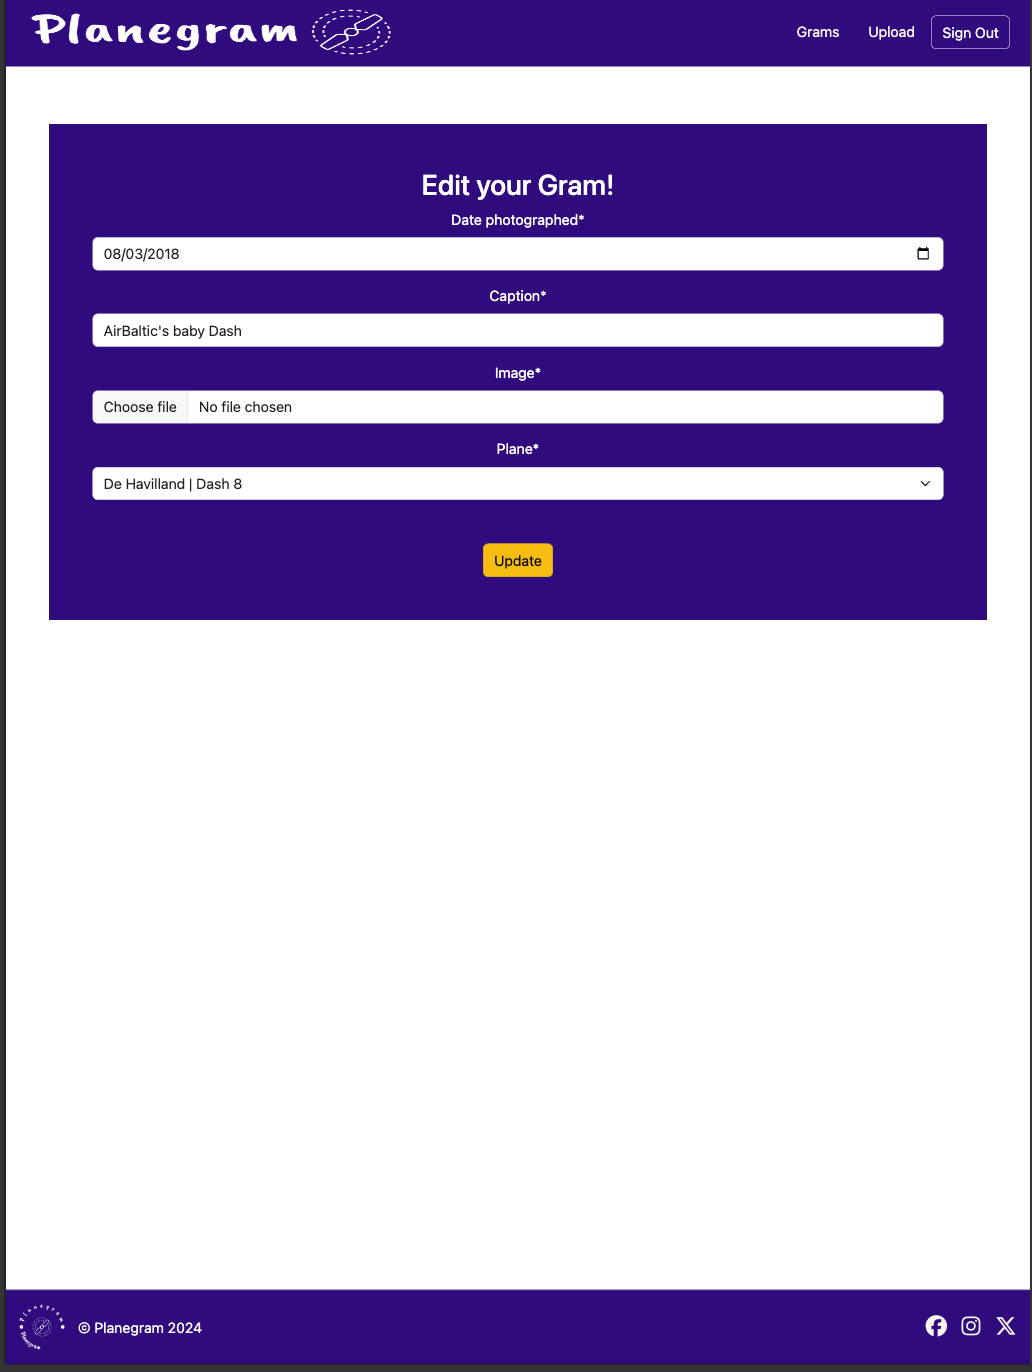 Planegram
Grams Upload Sign Out
Edit your Gram!
Date photographed*
08/03/2018
Caption*
AirBaltic's baby Dash
Image*
Choose file No file chosen
Plane*
De Havilland | Dash 8
Update
Planegram
Planegram
© Planegram 2024